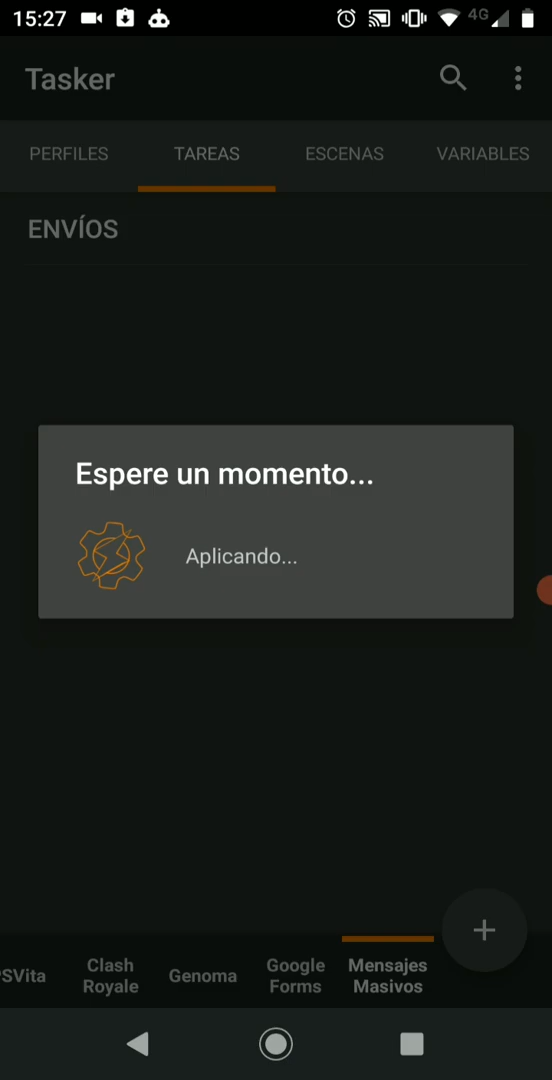 15:27
4G
Tasker
PERFILES TAREAS ESCENAS VARIABLES
ENVÍOS
Espere un momento...
Aplicando...
SVita
Clash Royale
Genoma
Google Forms
Mensajes Masivos